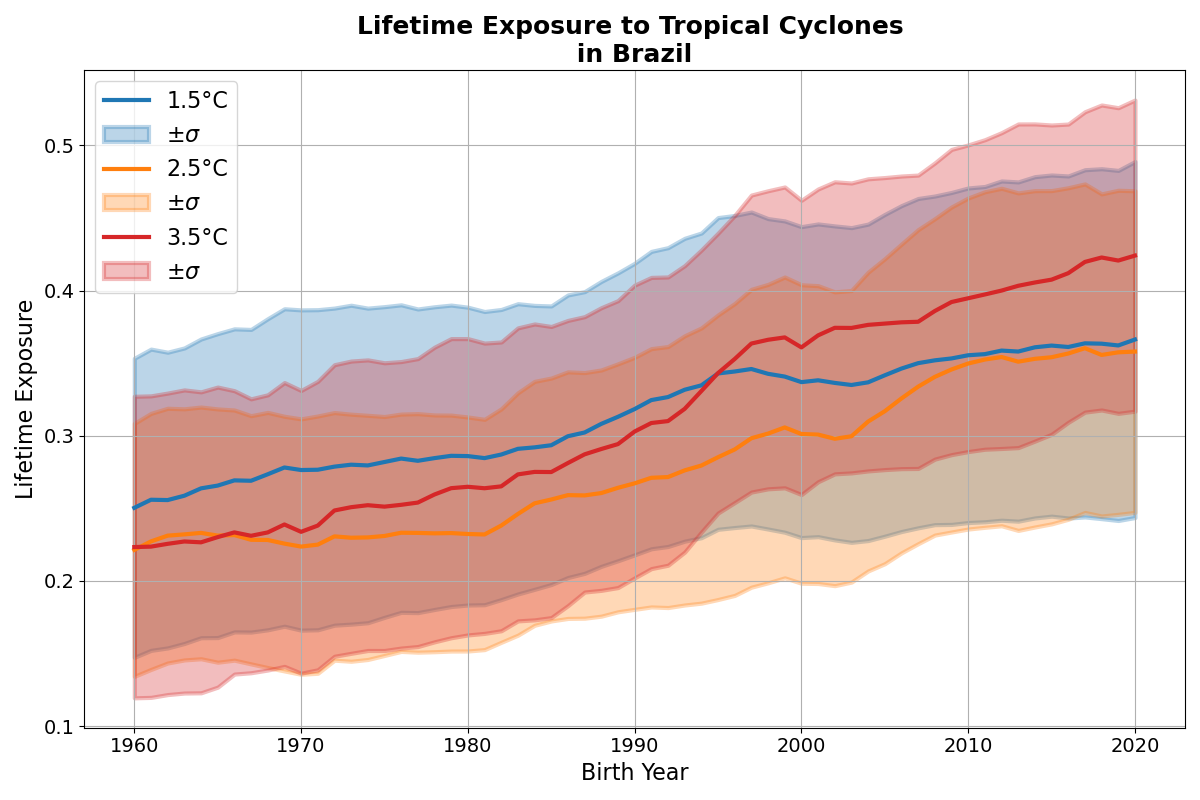 Lifetime Exposure to Tropical Cyclones
in Brazil
1.5°C
±σ
2.5°C
±σ
3.5°C
±σ
Lifetime Exposure
0.5
0.4
0.3
0.2
0.1
1960 1970 1980 1990 2000 2010 2020
Birth Year